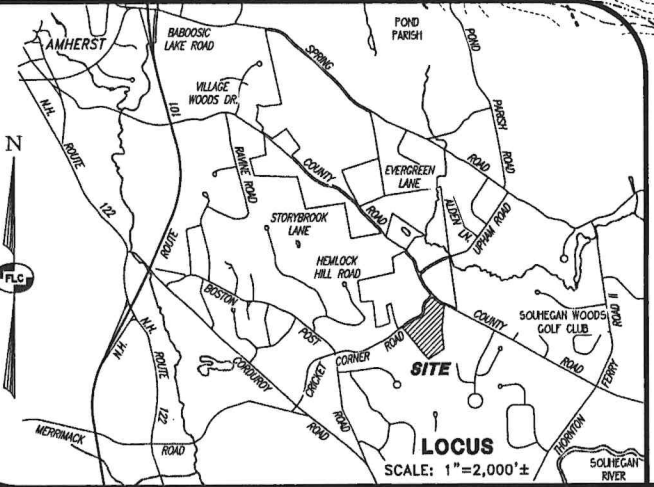 AMHERST
BABOOSIC
LAKE ROAD
POND
PARISH
SPRING
ROAD
POND
PARISH
ROAD
VILLAGE
WOODS DR.
101
ROUTE
N.H.
N.H.
ROUTE
122
RAVINE ROAD
COUNTY
ROAD
EVERGREEN
LANE
ALDEN LN.
UPHAM ROAD
STORYBROOK
LANE
HEMLOCK
HILL ROAD
N
FLC
BOSTON
POST
ROAD
CRICKET
CORNER
ROAD
CORDUROY
ROAD
N.H.
ROUTE
122
SITE
COUNTY
ROAD
SOUHEGAN WOODS
GOLF CLUB
THORNTON
FERRY
ROAD II
MERRIMACK
ROAD
LOCUS
SCALE: 1"=2,000'±
SOUHEGAN
RIVER